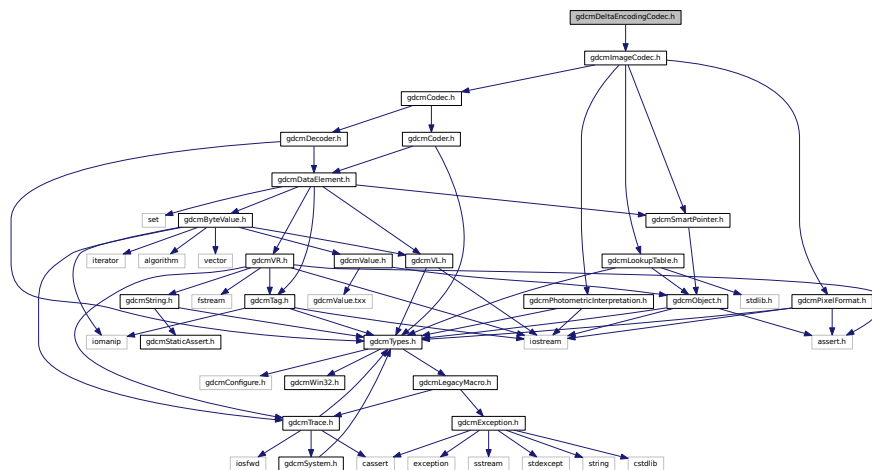 gdcmDeltaEncodingCodec.h
gdcmImageCodec.h
gdcmCodec.h
gdcmDecoder.h
gdcmCoder.h
gdcmDataElement.h
set
gdcmByteValue.h
gdcmSmartPointer.h
iterator
algorithm
vector
gdcmVR.h
gdcmValue.h
gdcmVL.h
gdcmLookupTable.h
gdcmString.h
fstream
gdcmTag.h
gdcmValue.txx
gdcmPhotometricInterpretation.h
gdcmObject.h
stdlib.h
gdcmPixelFormat.h
iomanip
gdcmStaticAssert.h
gdcmTypes.h
iostream
assert.h
gdcmConfigure.h
gdcmWin32.h
gdcmLegacyMacro.h
gdcmTrace.h
gdcmException.h
iosfwd
gdcmSystem.h
cassert
exception
sstream
stdexcept
string
cstdlib